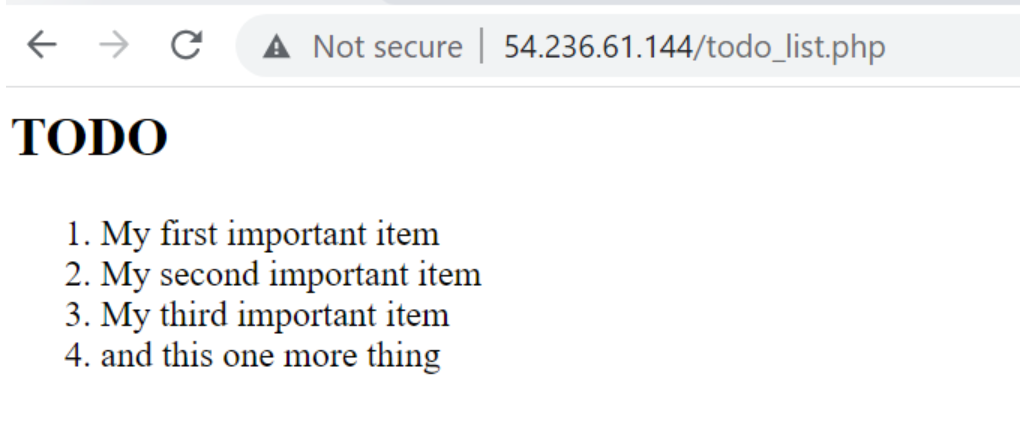 Not secure | 54.236.61.144/todo_list.php
TODO
1. My first important item
2. My second important item
3. My third important item
4. and this one more thing